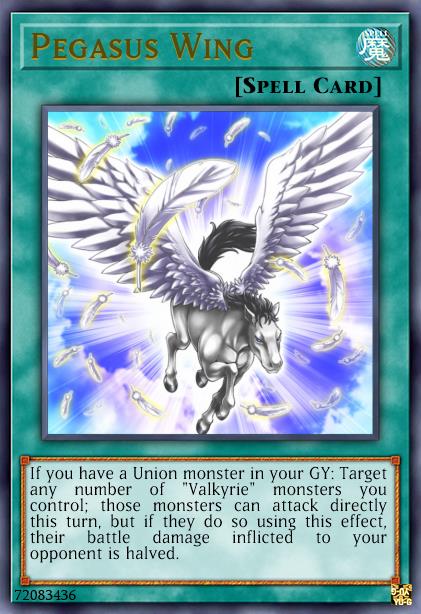 PEGASUS WING
SPELL
魔
[SPELL CARD]
If you have a Union monster in your GY: Target
any number of "Valkyrie" monsters you
control; those monsters can attack directly
this turn, but if they do so using this effect,
their battle damage inflicted to your
opponent is halved.
72083436